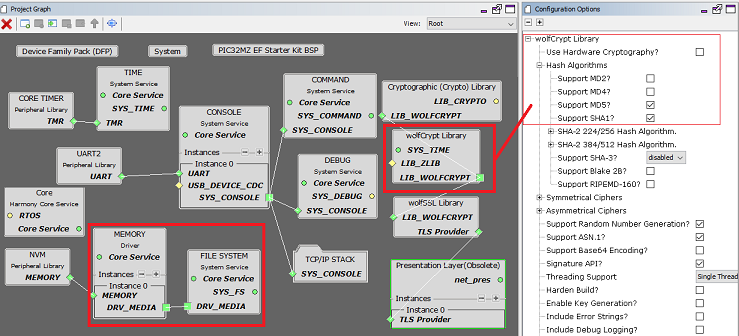 Project Graph
View:
Root
Device Family Pack (DFP)
System
PIC32MZ EF Starter Kit BSP
CORE TIMER
Peripheral Library
TMR
TIME
System Service
Core Service
SYS_TIME
TMR
UART2
Peripheral Library
UART
Core
Harmony Core Service
RTOS
Core Service
NVM
Peripheral Library
MEMORY
MEMORY
Driver
Core Service
Instances
Instance 0
MEMORY
DRV_MEDIA
FILE SYSTEM
System Service
Core Service
SYS_FS
DRV_MEDIA
CONSOLE
System Service
Core Service
SYS_TIME
Instances
Instance 0
UART
USB_DEVICE_CDC
SYS_CONSOLE
COMMAND
System Service
Core Service
SYS_COMMAND
SYS_CONSOLE
DEBUG
System Service
Core Service
SYS_DEBUG
SYS_CONSOLE
TCP/IP STACK
SYS_CONSOLE
Cryptographic (Crypto) Library
LIB_CRYPTO
LIB_WOLFCRYPT
wolfCrypt Library
SYS_TIME
LIB_ZLIB
LIB_WOLFCRYPT
wolfSSL Library
LIB_WOLFCRYPT
TLS Provider
Presentation Layer(Obsolete)
net_pres
Instances
Instance 0
TLS Provider
Configuration Options
wolfCrypt Library
Use Hardware Cryptography?
Hash Algorithms
Support MD2?
Support MD4?
Support MD5?
Support SHA1?
SHA-2 224/256 Hash Algorithm.
SHA-2 384/512 Hash Algorithm.
Support SHA-3?
disabled
Support Blake 2B?
Support RIPEMD-160?
Symmetrical Ciphers
Asymmetrical Ciphers
Support Random Number Generation?
Support ASN.1?
Support Base64 Encoding?
Signature API?
Threading Support
Single Thread
Harden Build?
Enable Key Generation?
Include Error Strings?
Include Debug Logging?